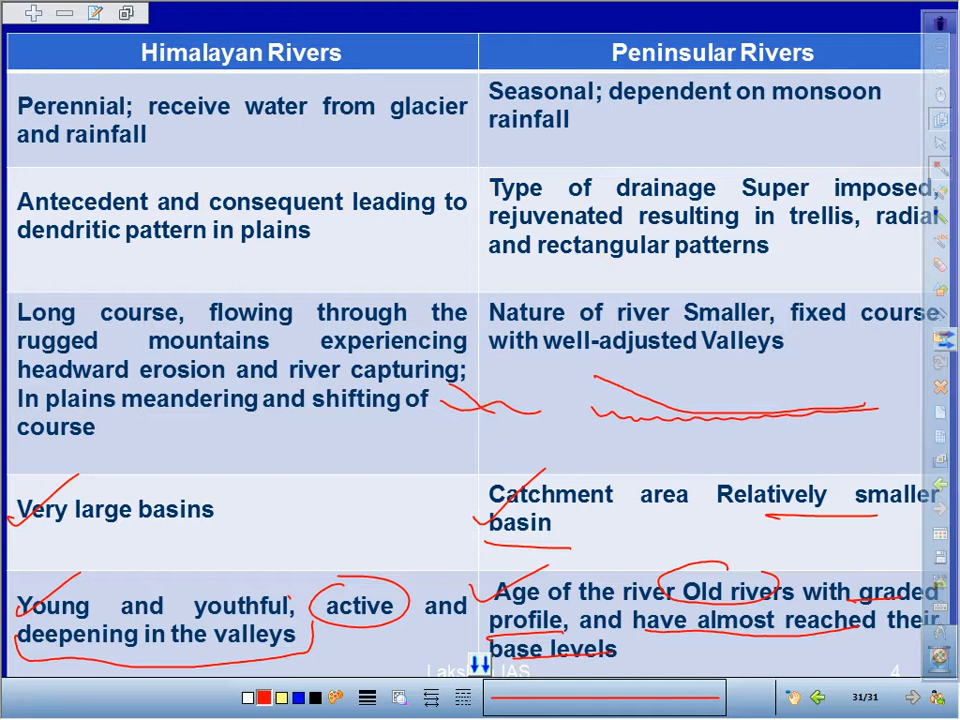 Himalayan Rivers
Peninsular Rivers
Perennial; receive water from glacier
and rainfall
Seasonal; dependent on monsoon
rainfall
Antecedent and consequent leading to
dendritic pattern in plains
Type of drainage Super imposed,
rejuvenated resulting in trellis, radial
and rectangular patterns
Long course, flowing through the
rugged mountains experiencing
headward erosion and river capturing;
In plains meandering and shifting of
course
Nature of river Smaller, fixed course
with well-adjusted Valleys
Very large basins
Catchment area Relatively smaller
basin
Young and youthful, active and
deepening in the valleys
Age of the river Old rivers with graded
profile, and have almost reached their
base levels
IAS
4
31/31